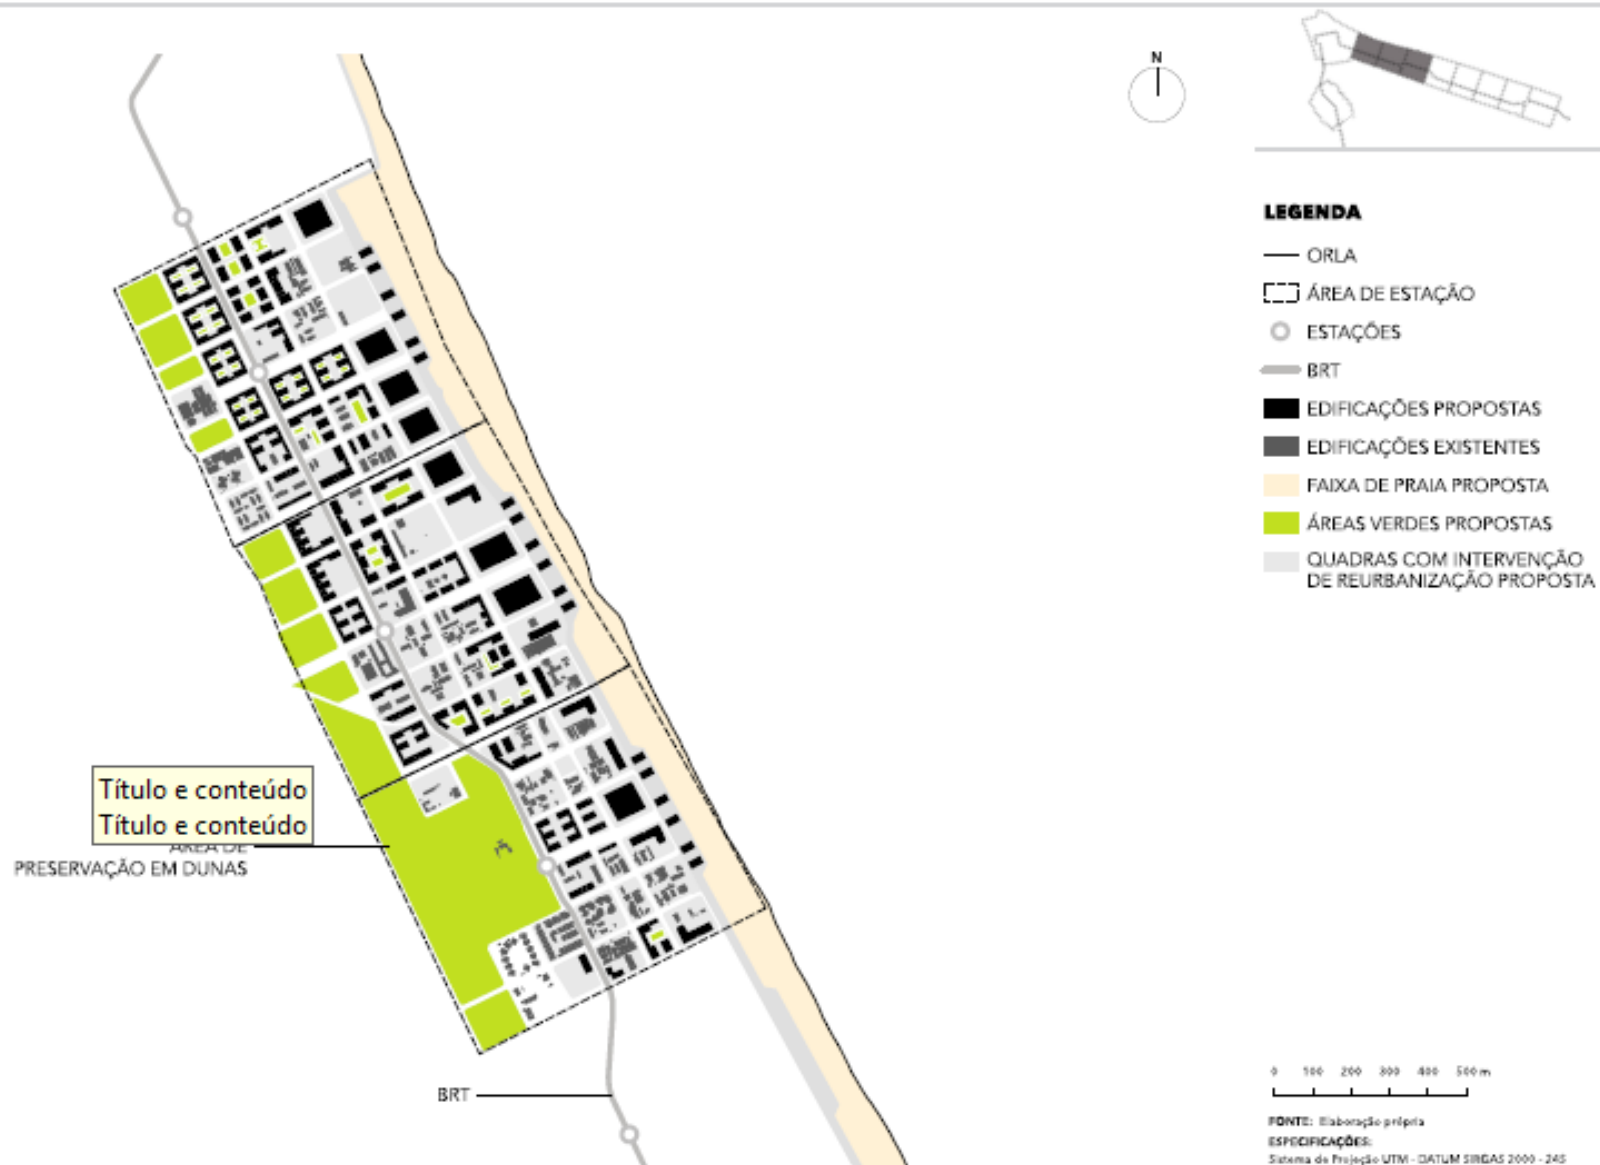 N
LEGENDA
ORLA
ÁREA DE ESTAÇÃO
ESTAÇÕES
BRT
EDIFICAÇÕES PROPOSTAS
EDIFICAÇÕES EXISTENTES
FAIXA DE PRAIA PROPOSTA
ÁREAS VERDES PROPOSTAS
QUADRAS COM INTERVENÇÃO
DE REURBANIZAÇÃO PROPOSTA
Título e conteúdo
Título e conteúdo
ÁREA DE
PRESERVAÇÃO EM DUNAS
BRT
0 100 200 300 400 500 m
FONTE: Elaboração própria
ESPECIFICAÇÕES:
Sistema de Projeção UTM - DATUM SIRGAS 2000 - 24S